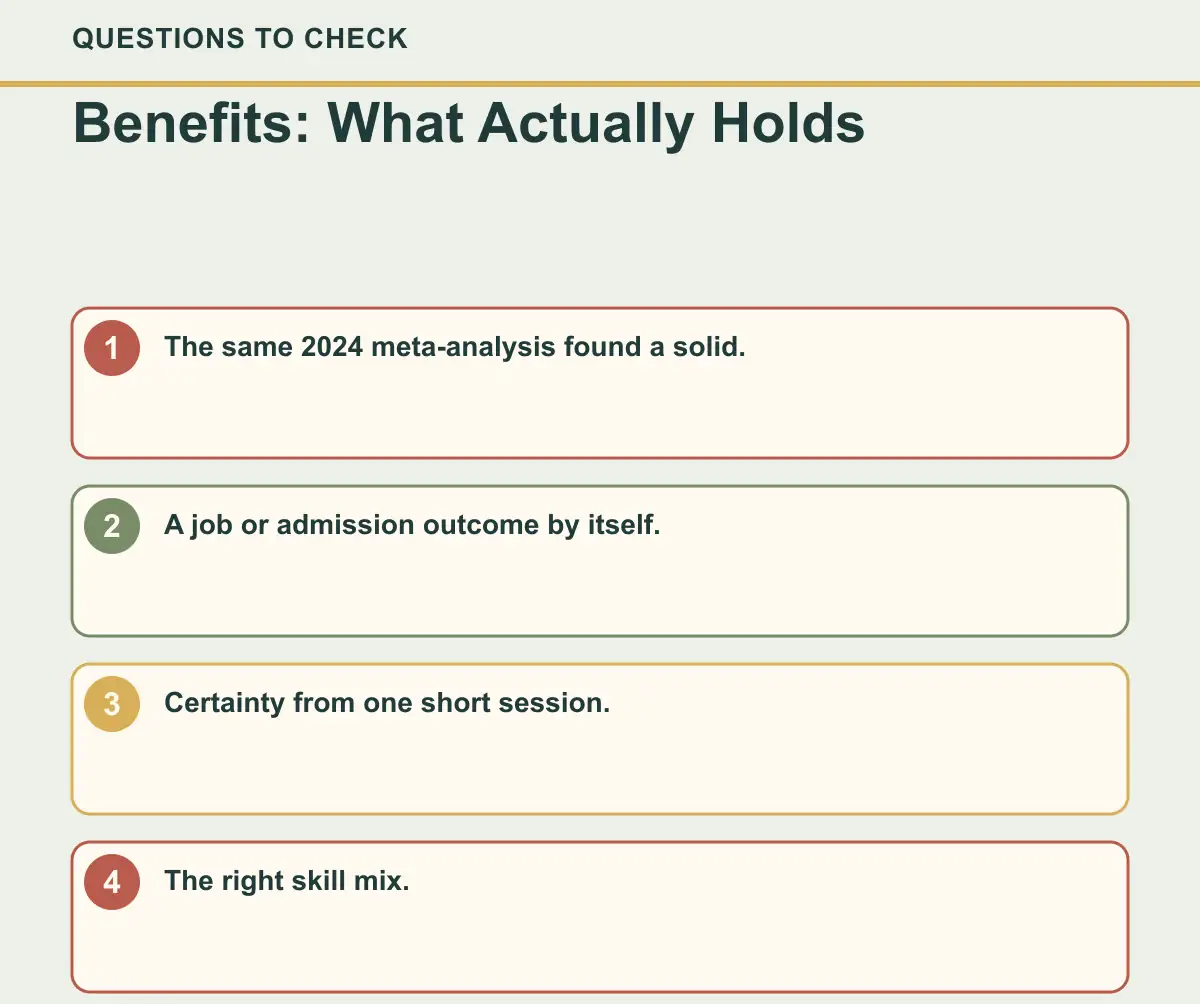 QUESTIONS TO CHECK
Benefits: What Actually Holds
1
The same 2024 meta-analysis found a solid.
2
A job or admission outcome by itself.
3
Certainty from one short session.
4
The right skill mix.